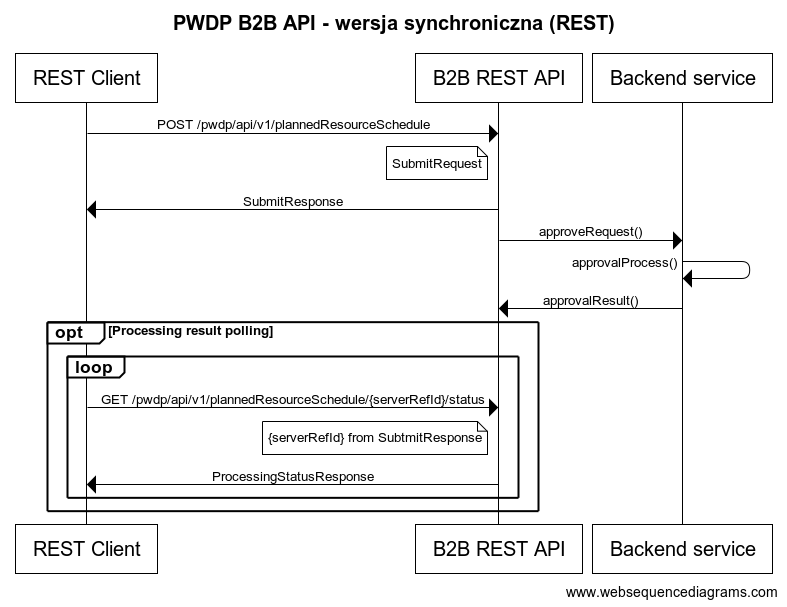 PWDP B2B API - wersja synchroniczna (REST)
REST Client
B2B REST API
Backend service
POST /pwdp/api/v1/plannedResourceSchedule
SubmitRequest
SubmitResponse
approveRequest()
approvalProcess()
approvalResult()
opt
[Processing result polling]
loop
GET /pwdp/api/v1/plannedResourceSchedule/{serverRefId}/status
{serverRefId} from SubtmitResponse
ProcessingStatusResponse
REST Client
B2B REST API
Backend service
www.websequencediagrams.com